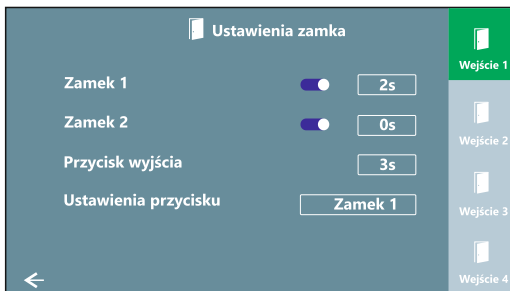 Ustawienia zamka
Zamek 1
2s
Zamek 2
0s
Przycisk wyjścia
3s
Ustawienia przycisku
Zamek 1
Wejście 1
Wejście 2
Wejście 3
Wejście 4